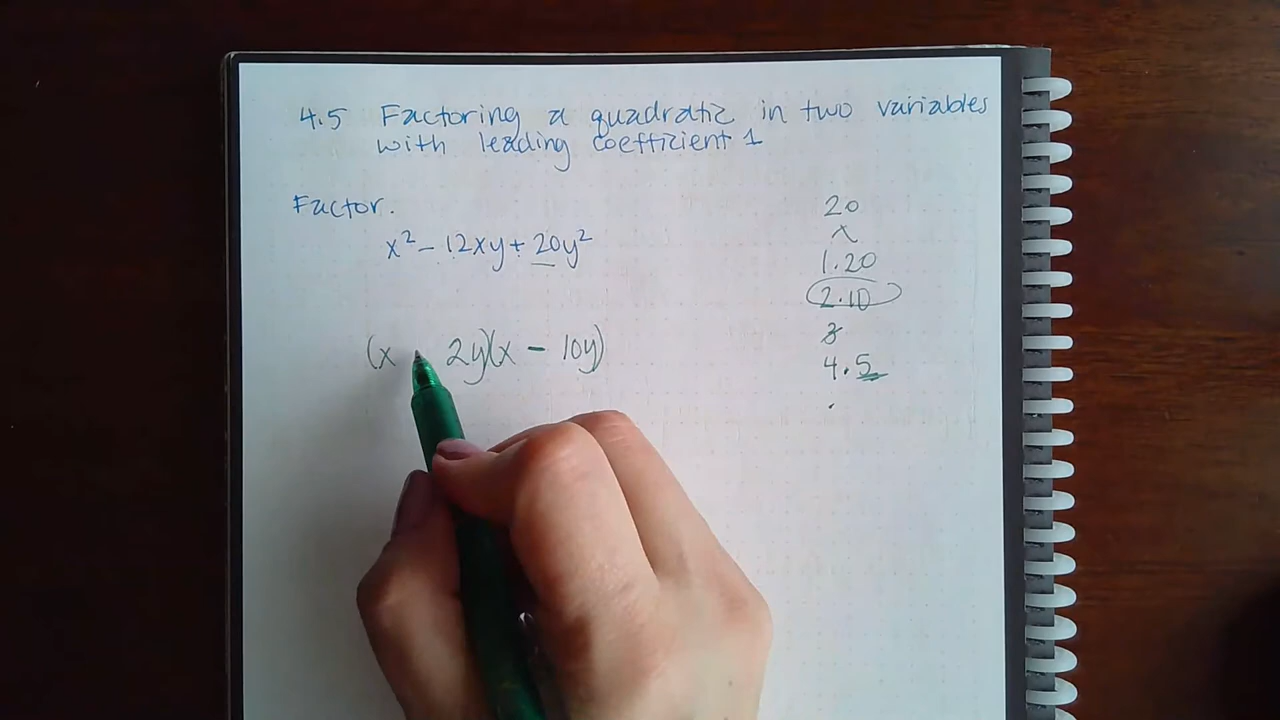 4.5 Factoring a quadratic in two variables
with leading coefficient 1
Factor.
x² - 12xy + 20y²
(x 2y)(x - 10y)
20
1.20
2.10
3
4.5